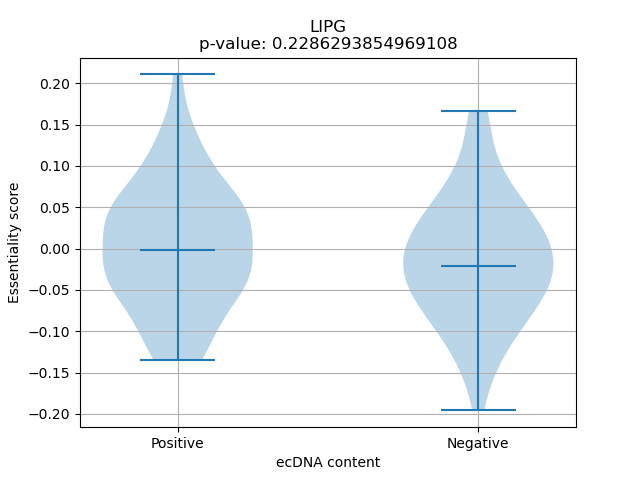 LIPG
p-value: 0.2286293854969108
0.20
0.15
0.10
0.05
0.00
−0.05
−0.10
−0.15
−0.20
Essentiality score
Positive
Negative
ecDNA content